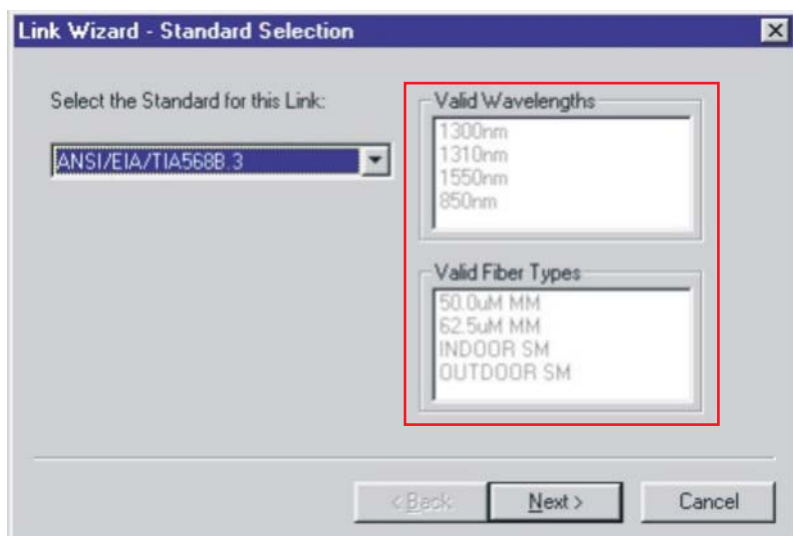 Link Wizard - Standard Selection
Select the Standard for this Link:
ANSI/EIA/TIA568B.3
Valid Wavelengths
1300nm
1310nm
1550nm
850nm
Valid Fiber Types
50.0uM MM
62.5uM MM
INDOOR SM
OUTDOOR SM
< Back
Next >
Cancel